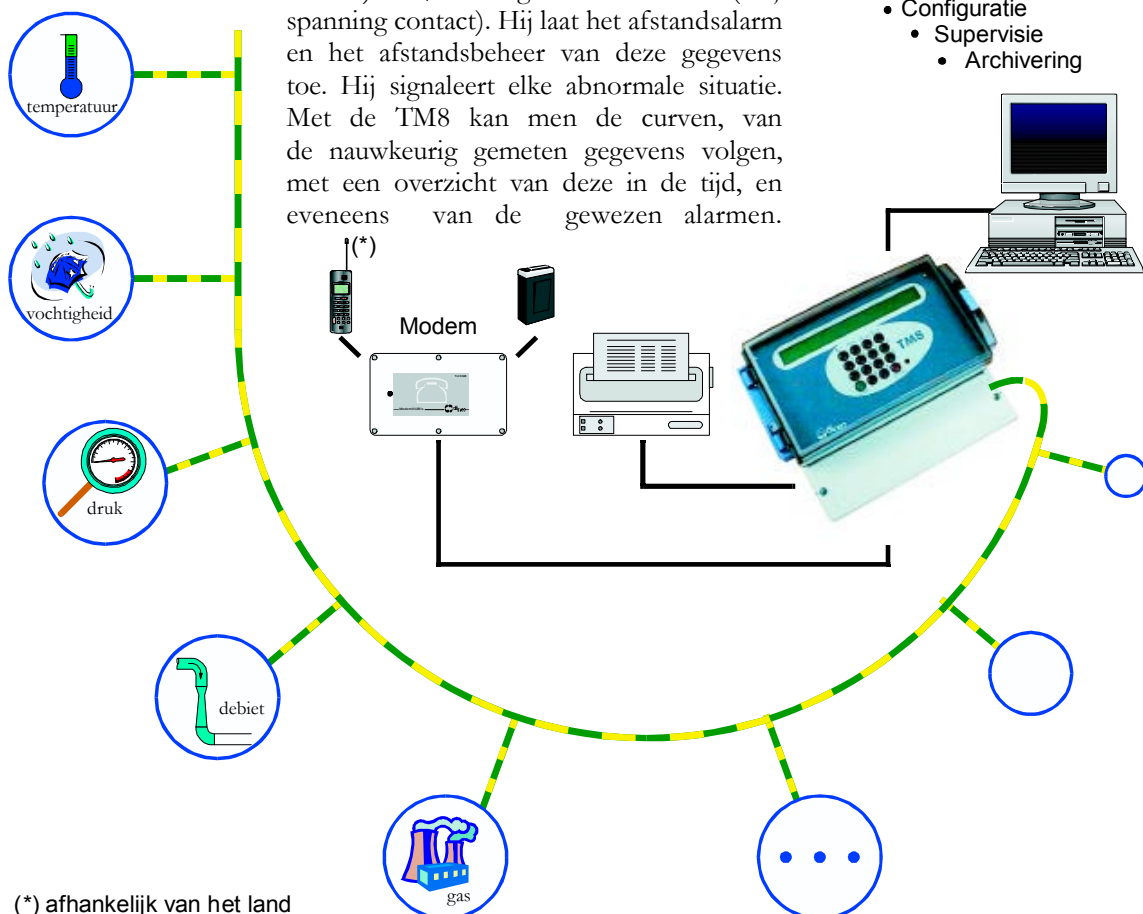 spanning contact). Hij laat het afstandsalarm
en het afstandsbeheer van deze gegevens
toe. Hij signaleert elke abnormale situatie.
Met de TM8 kan men de curven, van
de nauwkeurig gemeten gegevens volgen,
met een overzicht van deze in de tijd, en
eveneens van de gewezen alarmen.
• Configuratie
• Supervisie
• Archivering
temperatuur
vochtigheid
druk
debiet
gas
• • •
(*)
Modem
TM8
(*) afhankelijk van het land